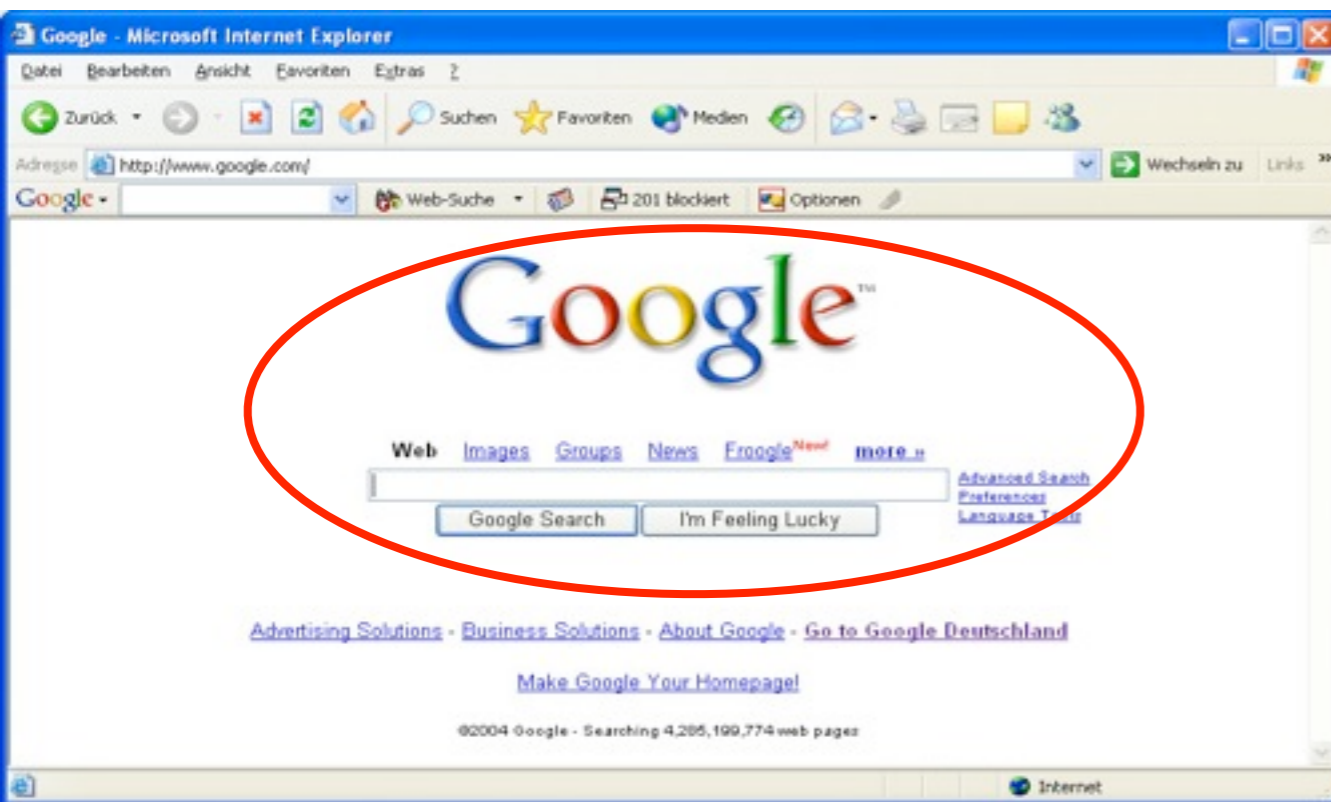 Google - Microsoft Internet Explorer
Datei Bearbeiten Ansicht Favoriten Extras ?
Zurück Suchen Favoriten Medien
Adresse http://www.google.com/ Wechseln zu Links »
Google Web-Suche 201 blockiert Optionen
Google™
Web Images Groups News Froogle New! more »
Advanced Search
Preferences
Google Search I'm Feeling Lucky Language Tools
Advertising Solutions - Business Solutions - About Google - Go to Google Deutschland
Make Google Your Homepage!
©2004 Google - Searching 4,285,199,774 web pages
Internet